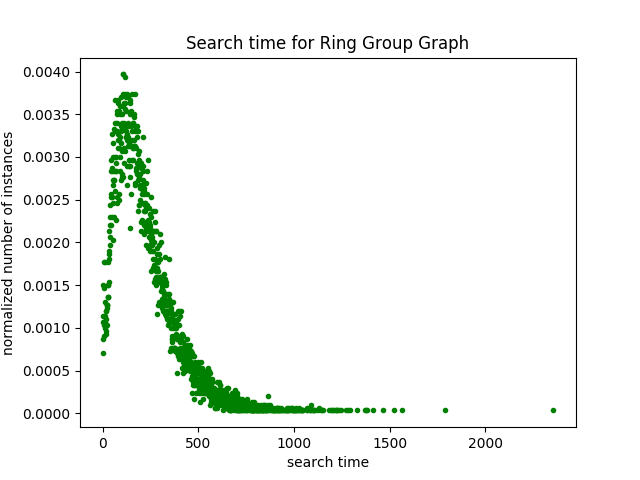 Search time for Ring Group Graph
normalized number of instances
0.0040
0.0035
0.0030
0.0025
0.0020
0.0015
0.0010
0.0005
0.0000
0 500 1000 1500 2000
search time